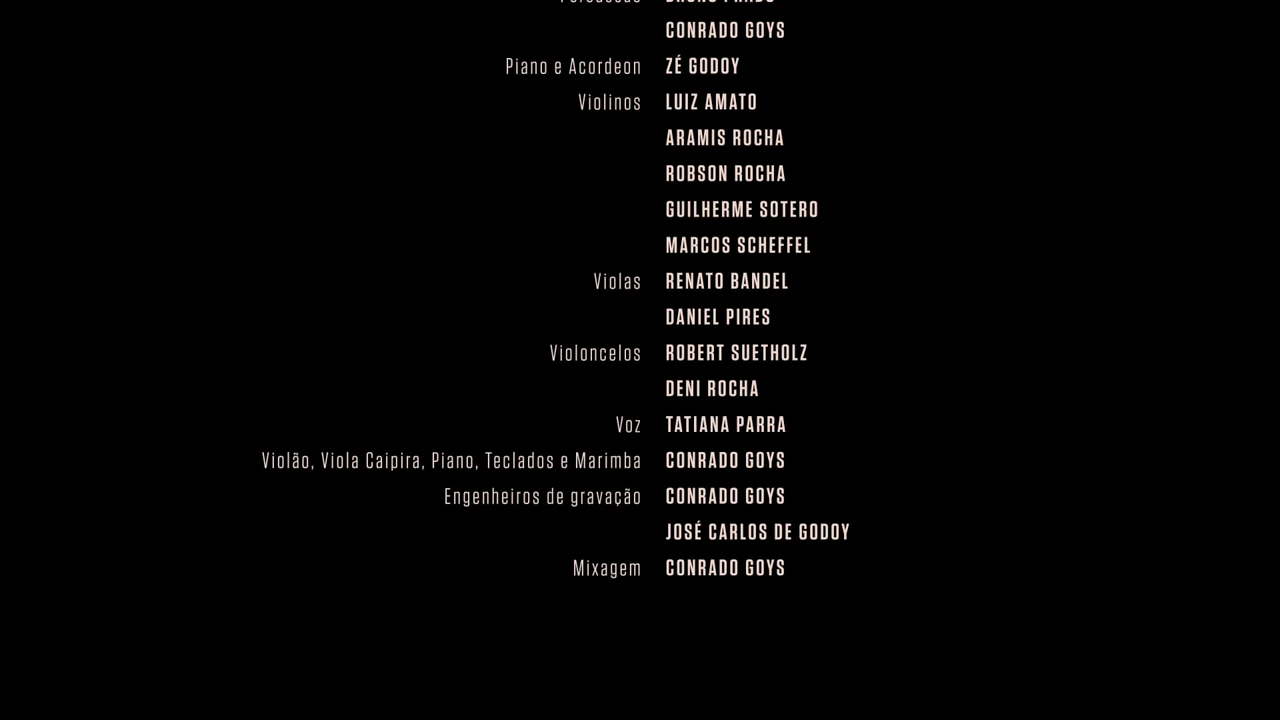 CONRADO GOYS
Piano e Acordeon ZÉ GODOY
Violinos LUIZ AMATO
ARAMIS ROCHA
ROBSON ROCHA
GUILHERME SOTERO
MARCOS SCHEFFEL
Violas RENATO BANDEL
DANIEL PIRES
Violoncelos ROBERT SUETHOLZ
DENI ROCHA
Voz TATIANA PARRA
Violão, Viola Caipira, Piano, Teclados e Marimba CONRADO GOYS
Engenheiros de gravação CONRADO GOYS
JOSÉ CARLOS DE GODOY
Mixagem CONRADO GOYS